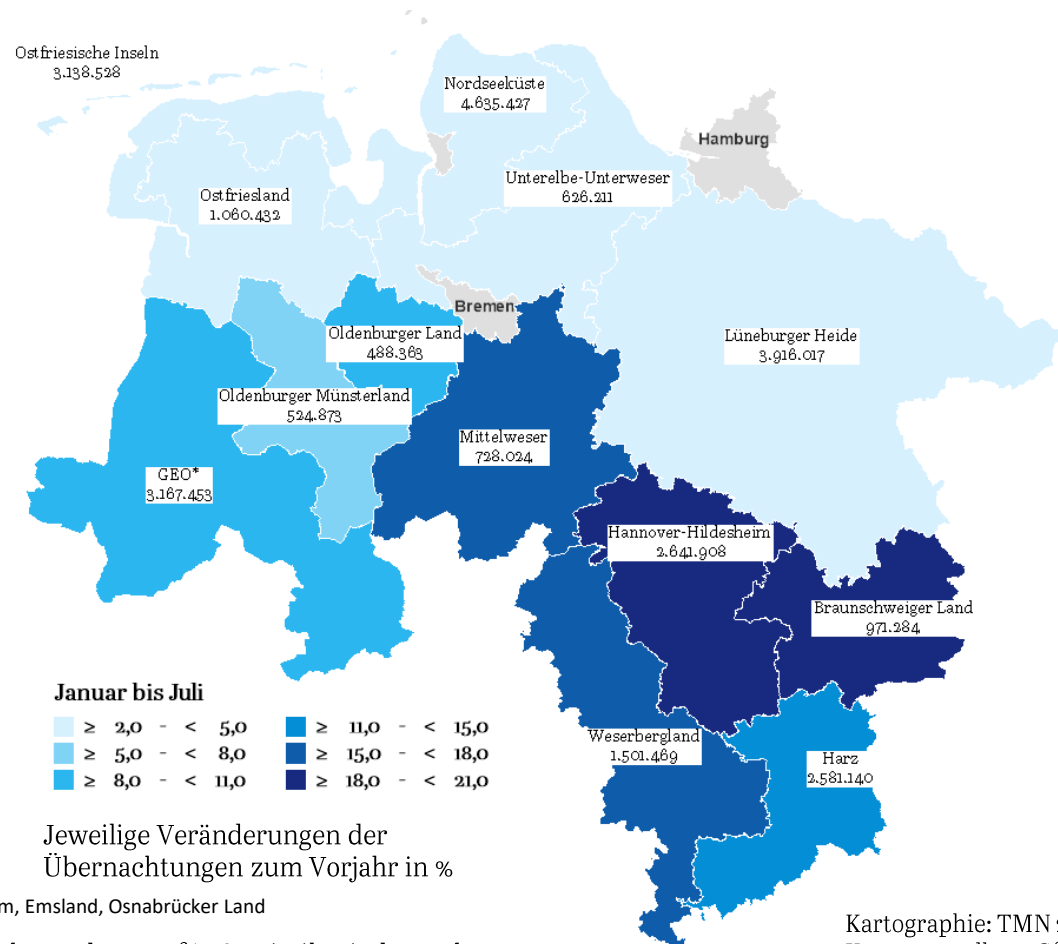 Ostfriesische Inseln
3.138.528
Nordseeküste
4.635.427
Hamburg
Unterelbe-Unterweser
626.211
Ostfriesland
1.060.432
Bremen
Oldenburger Land
488.363
Lüneburger Heide
3.916.017
Oldenburger Münsterland
524.873
Mittelweser
728.024
GEO*
3.167.453
Hannover-Hildesheim
2.641.908
Braunschweiger Land
971.284
Weserbergland
1.501.469
Harz
2.581.140
Januar bis Juli
≥ 2,0 - < 5,0
≥ 5,0 - < 8,0
≥ 8,0 - < 11,0
≥ 11,0 - < 15,0
≥ 15,0 - < 18,0
≥ 18,0 - < 21,0
Jeweilige Veränderungen der
Übernachtungen zum Vorjahr in %
m, Emsland, Osnabrücker Land
Kartographie: TMN